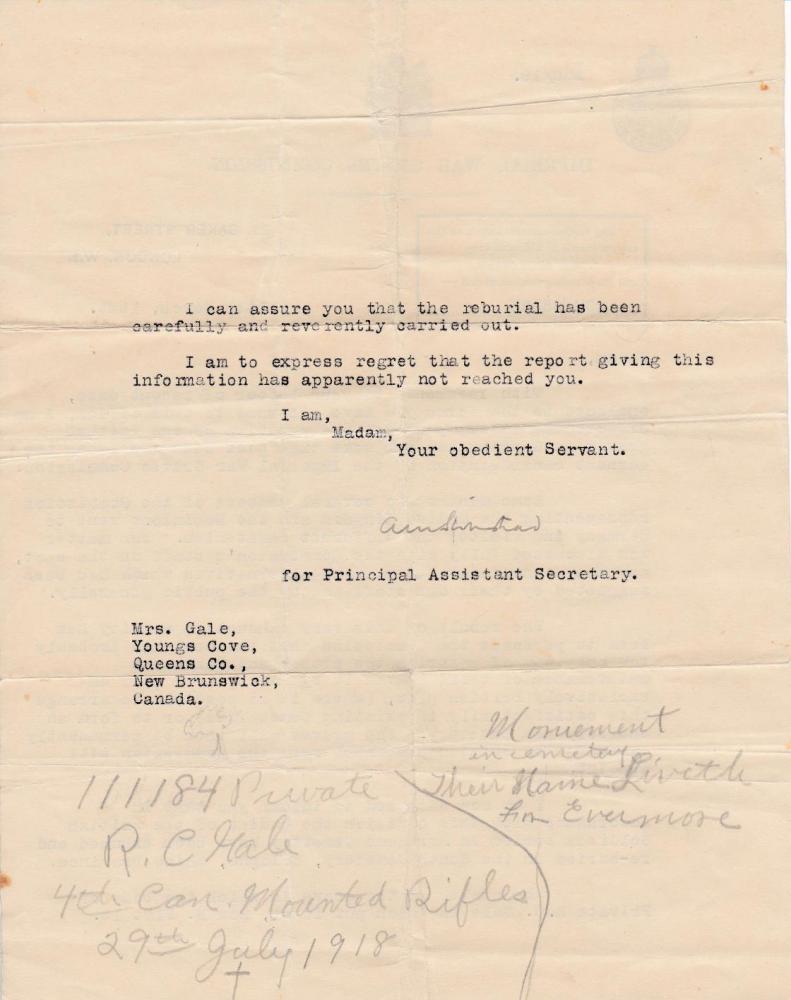 I can assure you that the reburial has been
carefully and reverently carried out.
I am to express regret that the report giving this
information has apparently not reached you.
I am,
Madam,
Your obedient Servant.
for Principal Assistant Secretary.
Mrs. Gale,
Youngs Cove,
Queens Co.,
New Brunswick,
Canada.
Monument
in cemetary
Their Name Liveth
For Evermore
111184 Private
R. C Gale
4th Can. Mounted Rifles
29th July 1918